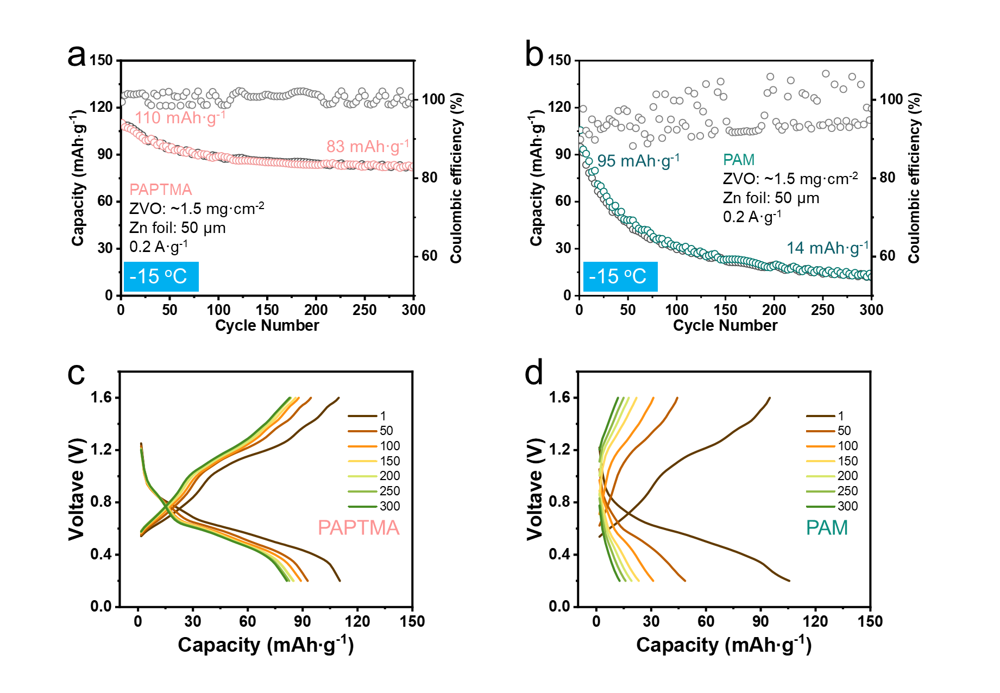 a
150
120
90
60
30
0
Capacity (mAh·g⁻¹)
110 mAh·g⁻¹
83 mAh·g⁻¹
PAPTMA
ZVO: ~1.5 mg·cm⁻²
Zn foil: 50 µm
0.2 A·g⁻¹
-15 °C
100
80
60
Coulombic efficiency (%)
0 50 100 150 200 250 300
Cycle Number
b
150
120
90
60
30
0
Capacity (mAh·g⁻¹)
95 mAh·g⁻¹
PAM
ZVO: ~1.5 mg·cm⁻²
Zn foil: 50 µm
0.2 A·g⁻¹
14 mAh·g⁻¹
-15 °C
100
80
60
Coulombic efficiency (%)
0 50 100 150 200 250 300
Cycle Number
c
1.6
1.2
0.8
0.4
0.0
Voltave (V)
1
50
100
150
200
250
300
PAPTMA
0 30 60 90 120 150
Capacity (mAh·g⁻¹)
d
1.6
1.2
0.8
0.4
0.0
Voltave (V)
1
50
100
150
200
250
300
PAM
0 30 60 90 120 150
Capacity (mAh·g⁻¹)